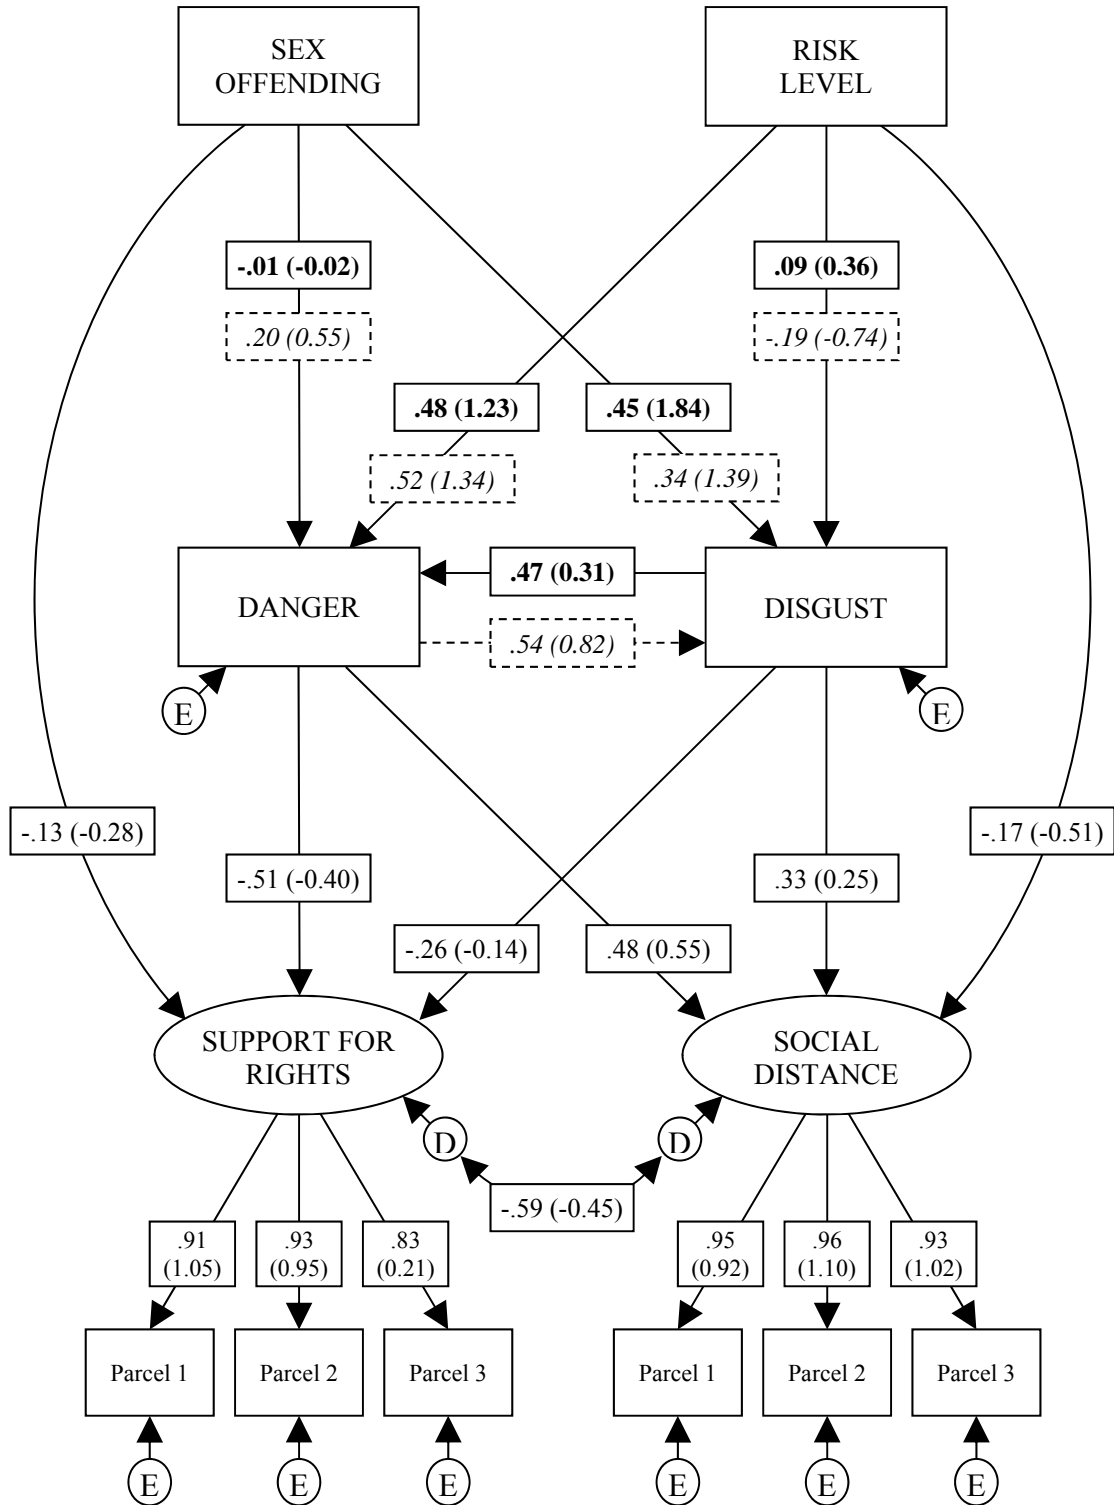 SEX
OFFENDING
RISK
LEVEL
-.01 (-0.02)
.09 (0.36)
.20 (0.55)
-.19 (-0.74)
.48 (1.23)
.45 (1.84)
.52 (1.34)
.34 (1.39)
.47 (0.31)
DANGER
DISGUST
.54 (0.82)
E
E
-.13 (-0.28)
-.17 (-0.51)
-.51 (-0.40)
.33 (0.25)
-.26 (-0.14)
.48 (0.55)
SUPPORT FOR
RIGHTS
SOCIAL
DISTANCE
D
D
-.59 (-0.45)
.91
(1.05)
.93
(0.95)
.83
(0.21)
.95
(0.92)
.96
(1.10)
.93
(1.02)
Parcel 1
Parcel 2
Parcel 3
Parcel 1
Parcel 2
Parcel 3
E
E
E
E
E
E